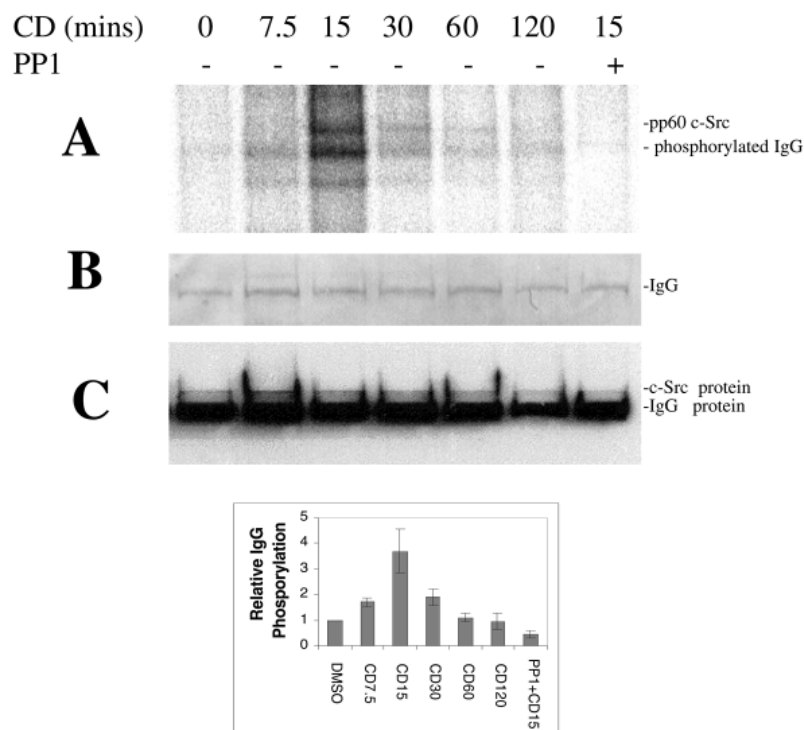 CD (mins) 0 7.5 15 30 60 120 15
PP1 - - - - - - +
A
-pp60 c-Src
- phosphorylated IgG
B
-IgG
C
-c-Src protein
-IgG protein
Relative IgG
Phosporylation
5
4
3
2
1
0
DMSO
CD7.5
CD15
CD30
CD60
CD120
PP1+CD15